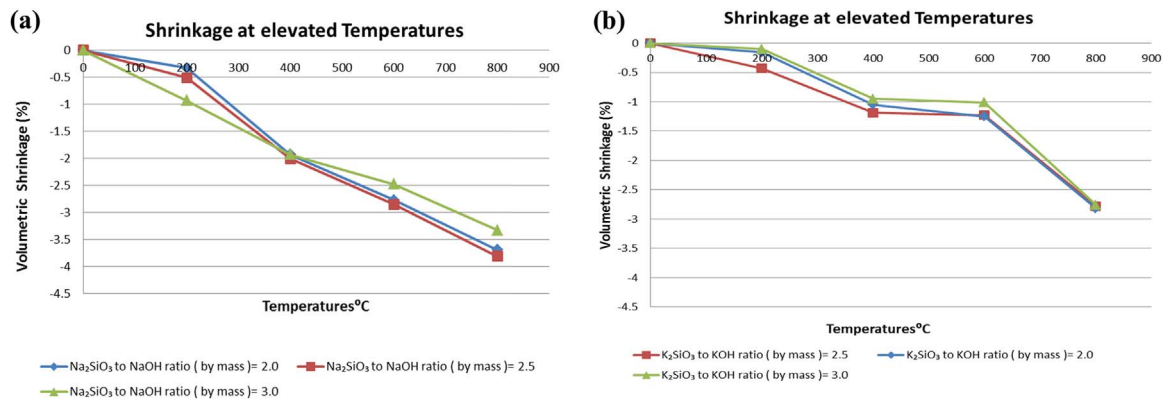 (a)
Shrinkage at elevated Temperatures
0
-0.5
-1
-1.5
-2
-2.5
-3
-3.5
-4
-4.5
0 100 200 300 400 500 600 700 800 900
Volumetric Shrinkage (%)
Temperatures⁰C
Na₂SiO₃ to NaOH ratio ( by mass )= 2.0
Na₂SiO₃ to NaOH ratio ( by mass )= 2.5
Na₂SiO₃ to NaOH ratio ( by mass )= 3.0
(b)
Shrinkage at elevated Temperatures
0
-0.5
-1
-1.5
-2
-2.5
-3
-3.5
-4
-4.5
0 100 200 300 400 500 600 700 800 900
Volumetric Shrinkage (%)
Temperatures⁰C
K₂SiO₃ to KOH ratio ( by mass )= 2.5
K₂SiO₃ to KOH ratio ( by mass )= 2.0
K₂SiO₃ to KOH ratio ( by mass )= 3.0